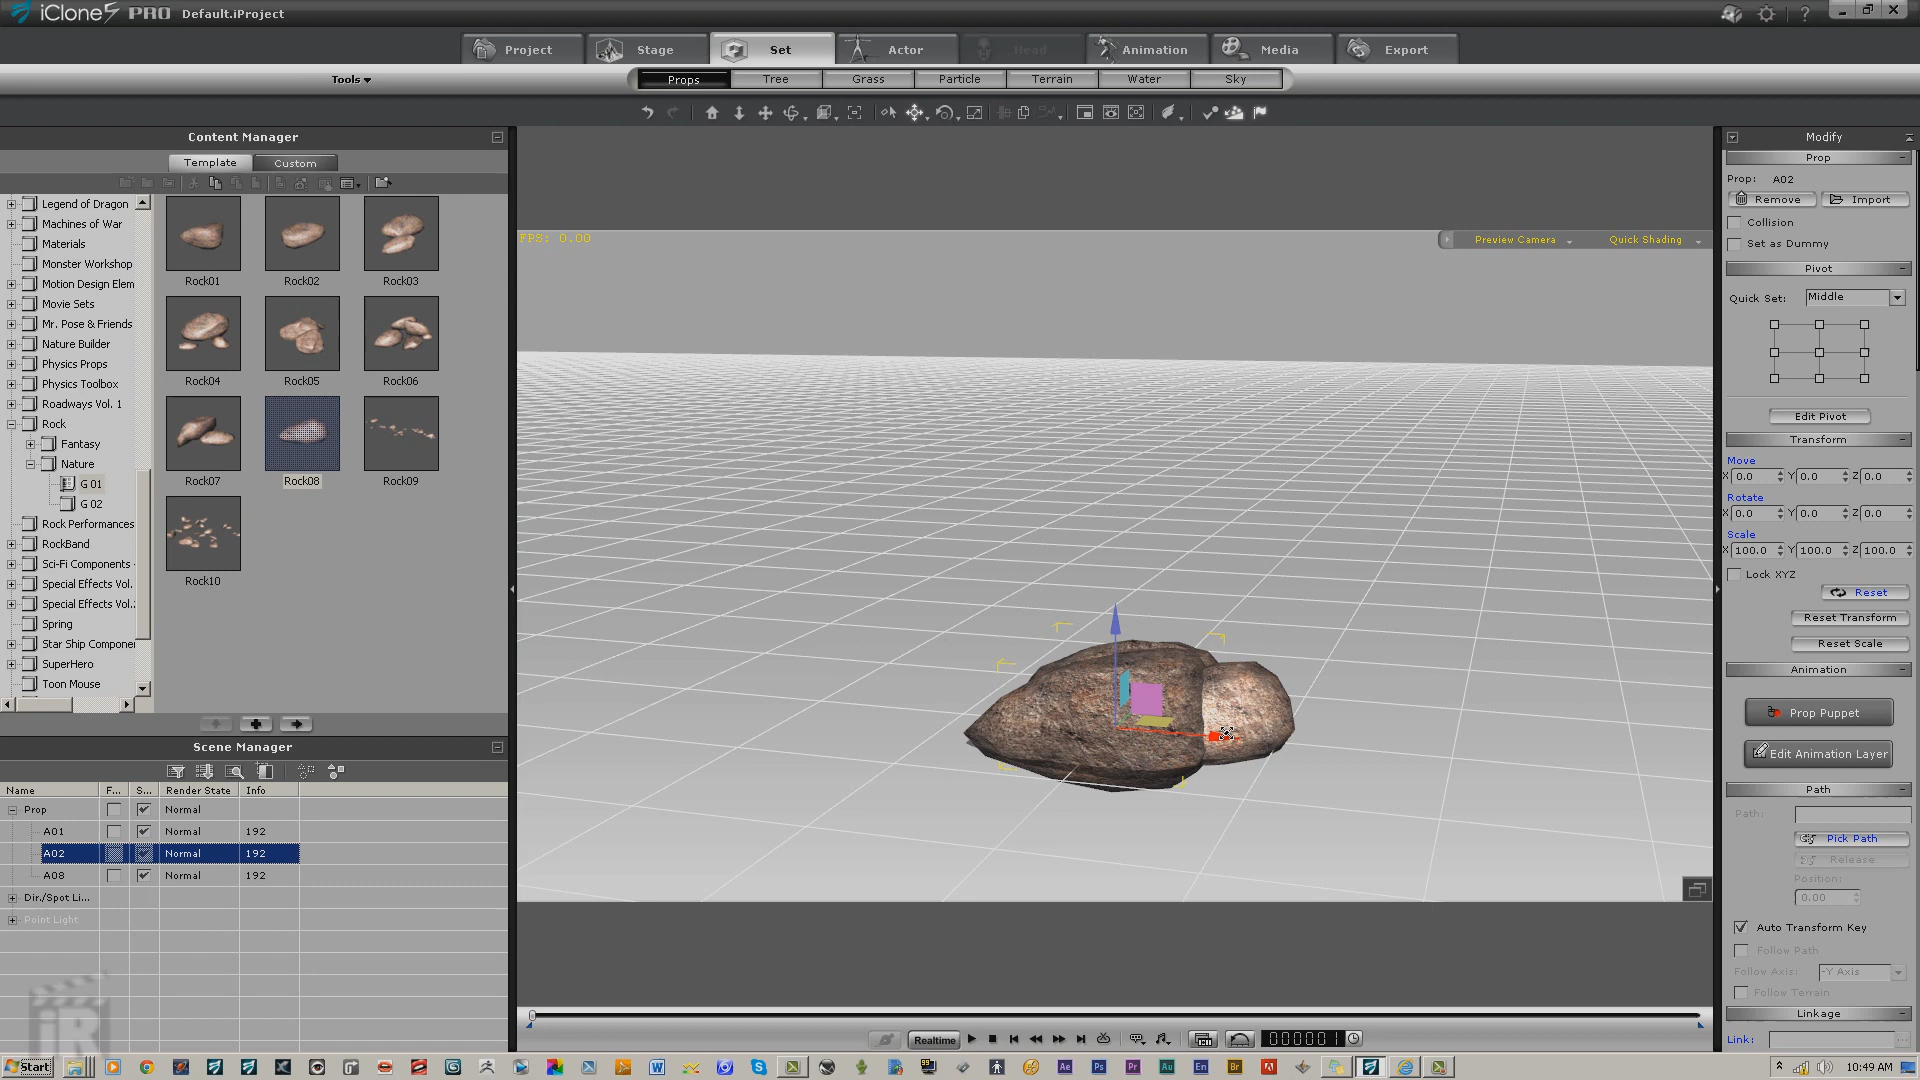 iClone5 PRO Default.iProject
Project Stage Set Actor Head Animation Media Export
Tools
Props Tree Grass Particle Terrain Water Sky
Content Manager
Template Custom
Legend of Dragon
Machines of War
Materials
Monster Workshop
Motion Design Elem
Movie Sets
Mr. Pose & Friends
Nature Builder
Physics Props
Physics Toolbox
Roadways Vol. 1
Rock
Fantasy
Nature
G 01
G 02
Rock Performances
RockBand
Sci-Fi Components
Special Effects Vol.
Special Effects Vol.
Spring
Star Ship Componen
SuperHero
Toon Mouse
Rock01 Rock02 Rock03
Rock04 Rock05 Rock06
Rock07 Rock08 Rock09
Rock10
Scene Manager
Name F... S... Render State Info
Prop Normal
A01 Normal 192
A02 Normal 192
A08 Normal 192
Dir./Spot Li...
Point Light
iR
FPS: 0.00
Preview Camera Quick Shading
Realtime 000001
Modify
Prop
Prop: A02
Remove Import
Collision
Set as Dummy
Pivot
Quick Set: Middle
Edit Pivot
Transform
Move
X 0.0 Y 0.0 Z 0.0
Rotate
X 0.0 Y 0.0 Z 0.0
Scale
X 100.0 Y 100.0 Z 100.0
Lock XYZ
Reset
Reset Transform
Reset Scale
Animation
Prop Puppet
Edit Animation Layer
Path
Path:
Pick Path
Release
Position:
0.00
Auto Transform Key
Follow Path
Follow Axis: -Y Axis
Follow Terrain
Linkage
Link:
Start
W
Ae Ps Pr Au En Br
10:49 AM